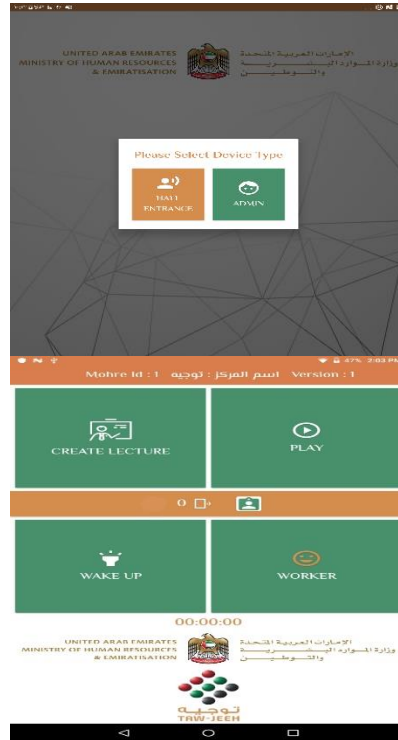 UNITED ARAB EMIRATES
MINISTRY OF HUMAN RESOURCES
& EMIRATISATION
الإمارات العربية المتحدة
وزارة الموارد البشرية
والتوطين
Please Select Device Type
HALL
ENTRANCE
ADMIN
47% 2:03 PM
Mohre Id : 1 اسم المركز : توجيه Version : 1
CREATE LECTURE
PLAY
0
WAKE UP
WORKER
00:00:00
UNITED ARAB EMIRATES
MINISTRY OF HUMAN RESOURCES
& EMIRATISATION
الإمارات العربية المتحدة
وزارة الموارد البشرية
والتوطين
توجيه
TAW-JEEH